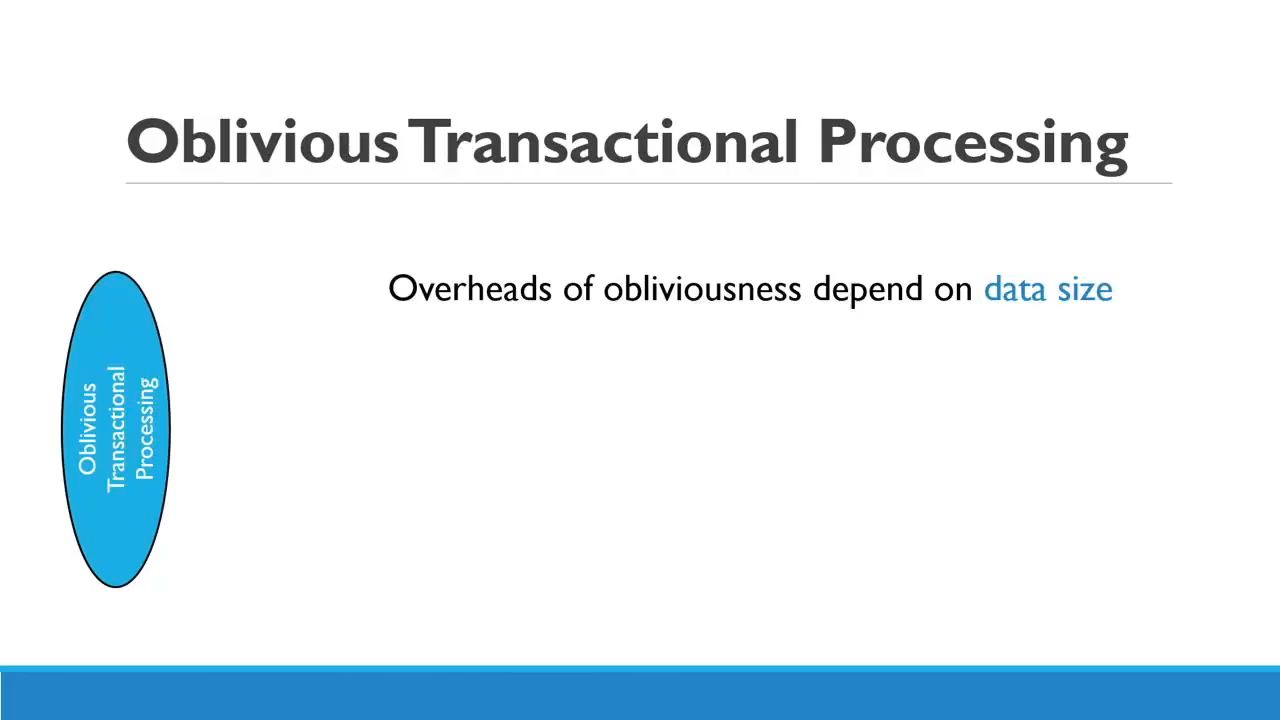 Oblivious Transactional Processing
Overheads of obliviousness depend on data size
Oblivious
Transactional
Processing